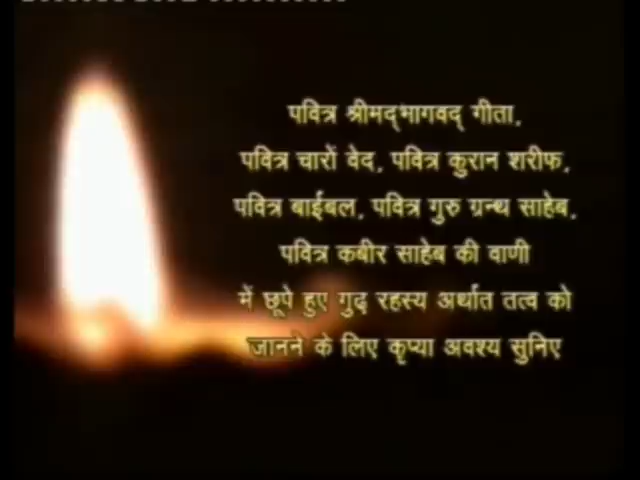 पवित्र श्रीमद्भागवद् गीता,
पवित्र चारों वेद, पवित्र कुरान शरीफ,
पवित्र बाईबल, पवित्र गुरु ग्रन्थ साहेब,
पवित्र कबीर साहेब की वाणी
में छूपे हुए गुढ़ रहस्य अर्थात तत्व को
जानने के लिए कृप्या अवश्य सुनिए